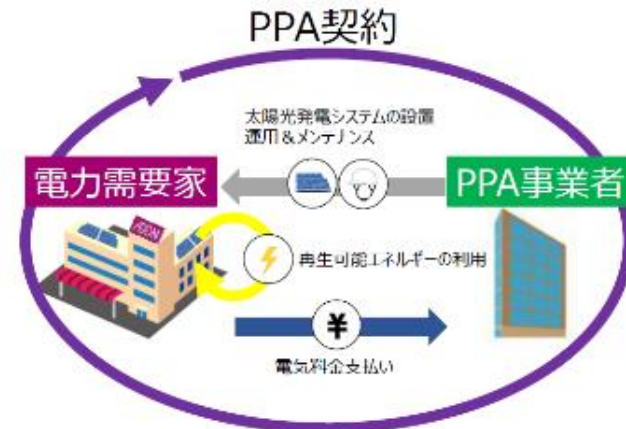 PPA契約
太陽光発電システムの設置
運用&メンテナンス
電力需要家
PPA事業者
AEON
再生可能エネルギーの利用
¥
電気料金支払い